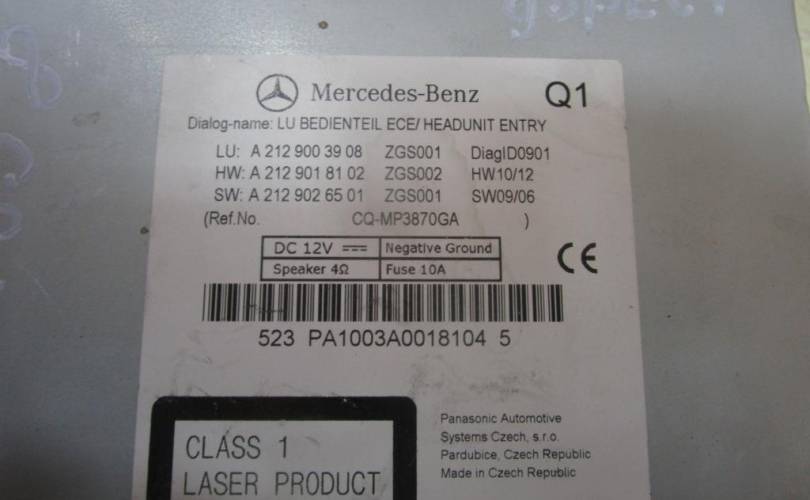 Mercedes-Benz Q1
Dialog-name: LU BEDIENTEIL ECE/ HEADUNIT ENTRY
LU: A 212 900 39 08 ZGS001 DiagID0901
HW: A 212 901 81 02 ZGS002 HW10/12
SW: A 212 902 65 01 ZGS001 SW09/06
(Ref.No. CQ-MP3870GA )
DC 12V Negative Ground
Speaker 4Ω Fuse 10A
CE
523 PA1003A0018104 5
CLASS 1
LASER PRODUCT
Panasonic Automotive
Systems Czech, s.r.o.
Pardubice, Czech Republic
Made in Czech Republic